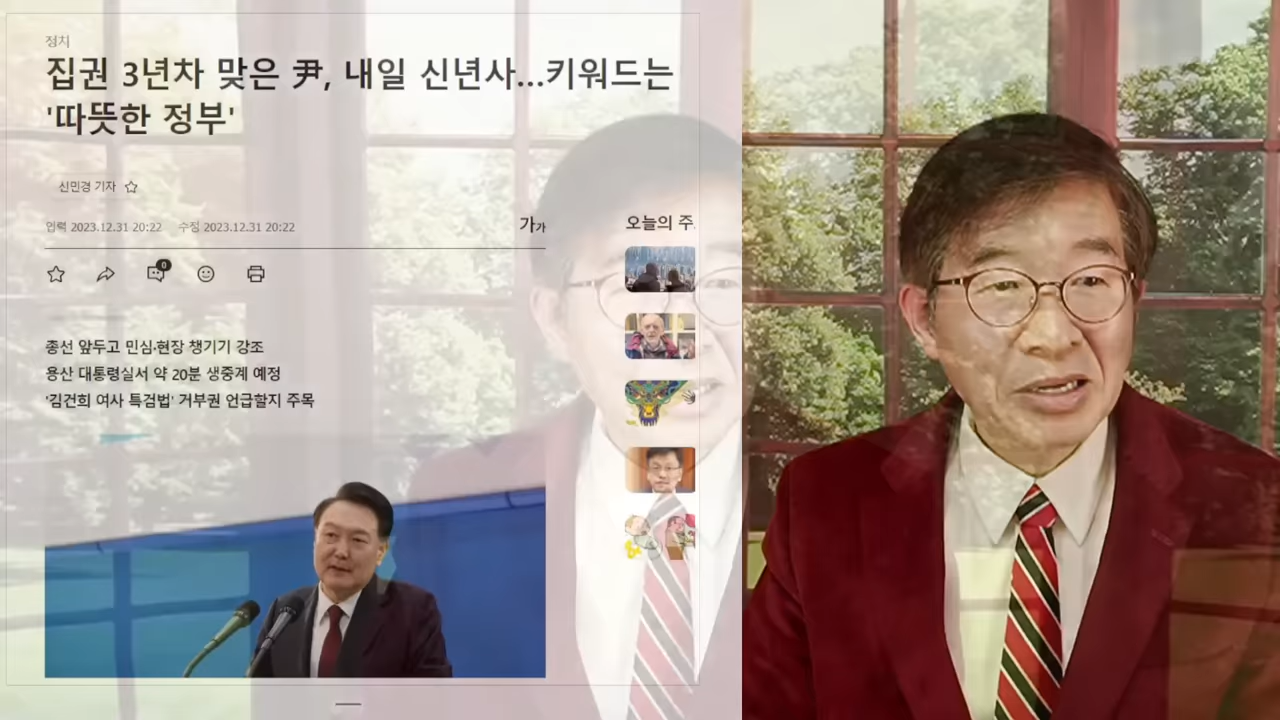 정치
집권 3년차 맞은 尹, 내일 신년사...키워드는
'따뜻한 정부'
신민경 기자
입력 2023.12.31 20:22 수정 2023.12.31 20:22
가가
오늘의 주
0
총선 앞두고 민심·현장 챙기기 강조
용산 대통령실서 약 20분 생중계 예정
'김건희 여사 특검법' 거부권 언급할지 주목